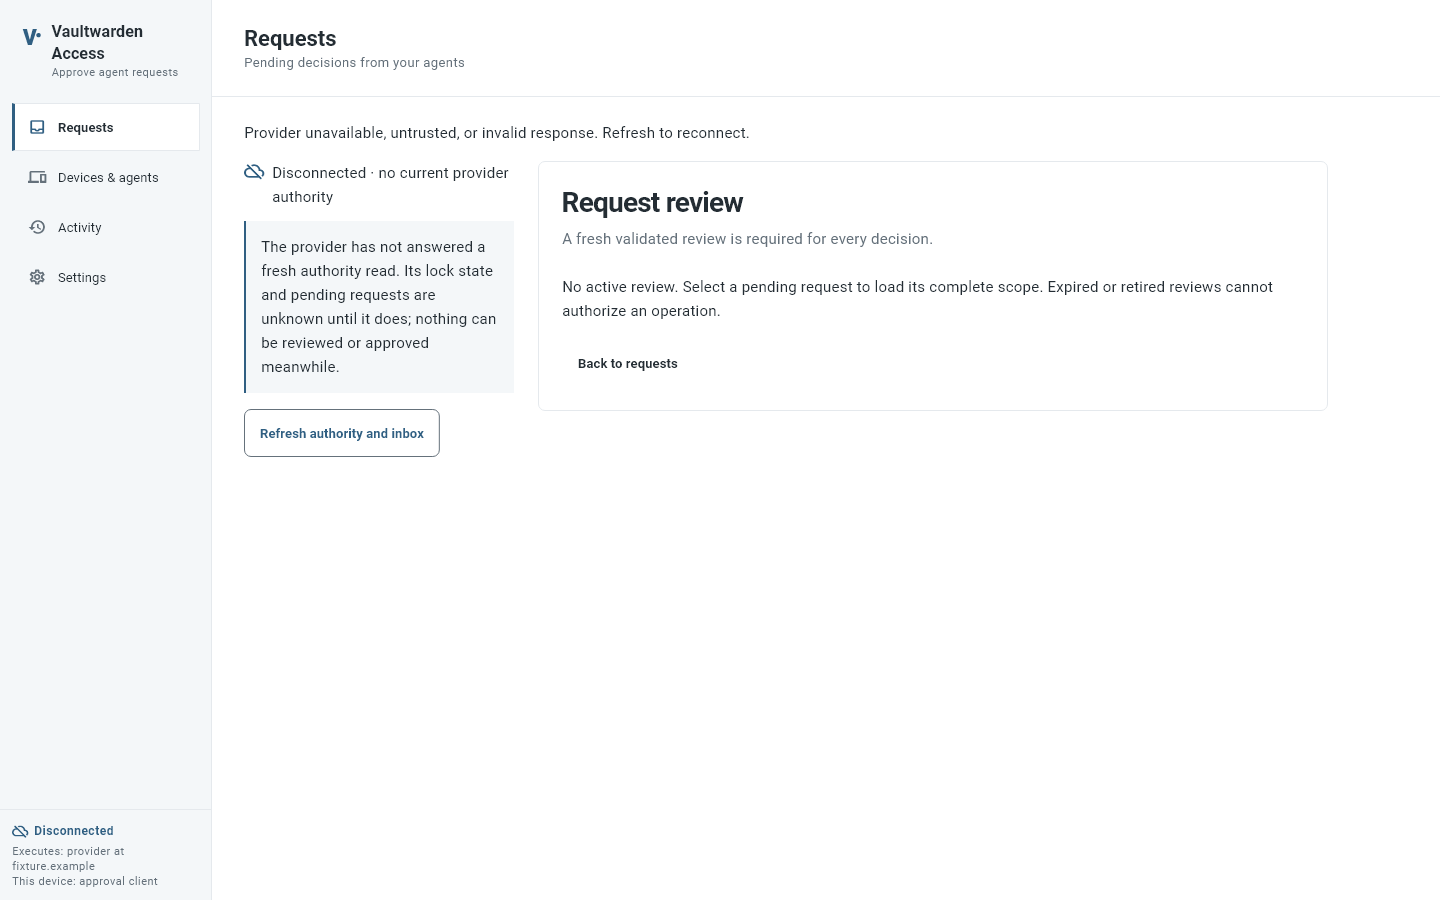 Vaultwarden
Access
Approve agent requests
Requests
Devices & agents
Activity
Settings
Disconnected
Executes: provider at
fixture.example
This device: approval client
Requests
Pending decisions from your agents
Provider unavailable, untrusted, or invalid response. Refresh to reconnect.
Disconnected · no current provider
authority
The provider has not answered a
fresh authority read. Its lock state
and pending requests are
unknown until it does; nothing can
be reviewed or approved
meanwhile.
Refresh authority and inbox
Request review
A fresh validated review is required for every decision.
No active review. Select a pending request to load its complete scope. Expired or retired reviews cannot
authorize an operation.
Back to requests